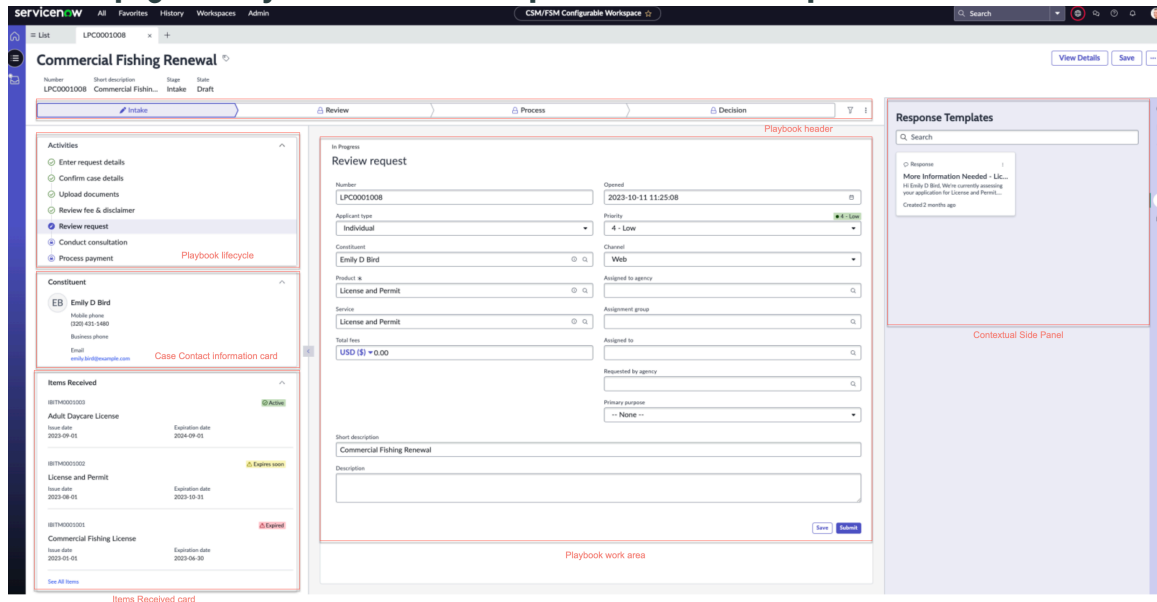 servicenow All Favorites History Workspaces Admin CSM/FSM Configurable Workspace Search
List LPC0001008 × +
Commercial Fishing Renewal View Details Save
Number Short description Stage State
LPC0001008 Commercial Fishin... Intake Draft
Intake Review Process Decision
Playbook header
Activities
Enter request details
Confirm case details
Upload documents
Review fee & disclaimer
Review request
Conduct consultation
Process payment
Playbook lifecycle
Constituent
EB Emily D Bird
Mobile phone
(320) 431-1480
Business phone
Email
emily.bird@example.com
Case Contact information card
Items Received
IBITM0001003 Active
Adult Daycare License
Issue date Expiration date
2023-09-01 2024-09-01
IBITM0001002 Expires soon
License and Permit
Issue date Expiration date
2023-08-01 2023-10-31
IBITM0001001 Expired
Commercial Fishing License
Issue date Expiration date
2023-01-01 2023-06-30
See All Items
Items Received card
In Progress
Review request
Number Opened
LPC0001008 2023-10-11 11:25:08
Applicant type Priority 4 - Low
Individual 4 - Low
Constituent Channel
Emily D Bird Web
Product Assigned to agency
License and Permit
Service Assignment group
License and Permit
Total fees Assigned to
USD ($) 0.00
Requested by agency
Primary purpose
-- None --
Short description
Commercial Fishing Renewal
Description
Save Submit
Playbook work area
Response Templates
Search
Response
More Information Needed - Lic...
Hi Emily D Bird, We're currently assessing
your application for License and Permit....
Created 2 months ago
Contextual Side Panel